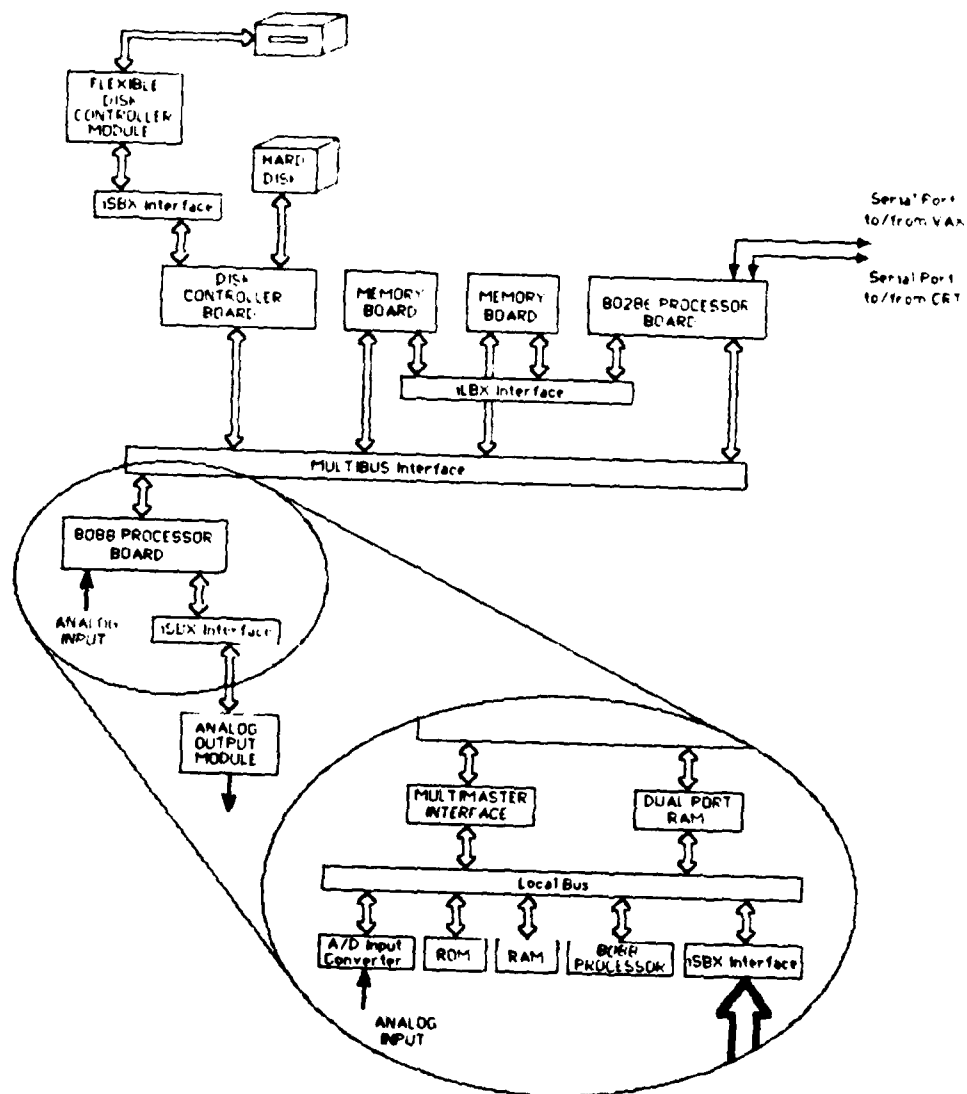 FLEXIBLE
DISK
CONTROLLER
MODULE
HARD
DISK
iSBX Interface
Serial Port
to/from VAX
Serial Port
to/from CRT
DISK
CONTROLLER
BOARD
MEMORY
BOARD
MEMORY
BOARD
80286 PROCESSOR
BOARD
iLBX Interface
MULTIBUS Interface
8088 PROCESSOR
BOARD
ANALOG
INPUT
iSBX Interface
ANALOG
OUTPUT
MODULE
MULTIMASTER
INTERFACE
DUAL PORT
RAM
Local Bus
A/D Input
Converter
ROM
RAM
8088
PROCESSOR
iSBX Interface
ANALOG
INPUT